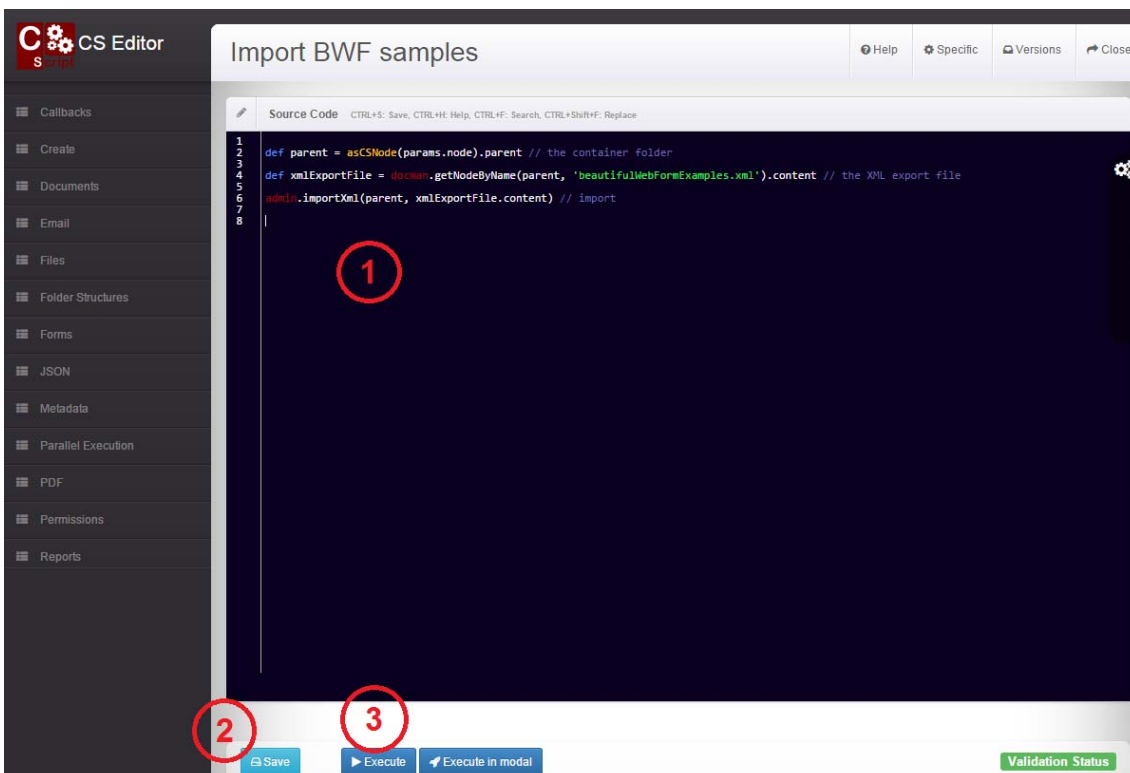 CS Editor
Script
Import BWF samples
Help
Specific
Versions
Close
Callbacks
Create
Documents
Email
Files
Folder Structures
Forms
JSON
Metadata
Parallel Execution
PDF
Permissions
Reports
Source Code CTRL+S: Save, CTRL+H: Help, CTRL+F: Search, CTRL+Shift+F: Replace
1
2 def parent = asCSNode(params.node).parent // the container folder
3
4 def xmlExportFile = docman.getNodeByName(parent, 'beautifulWebFormExamples.xml').content // the XML export file
5
6 admin.importXml(parent, xmlExportFile.content) // import
7
8
1
2
3
Save
Execute
Execute in modal
Validation Status